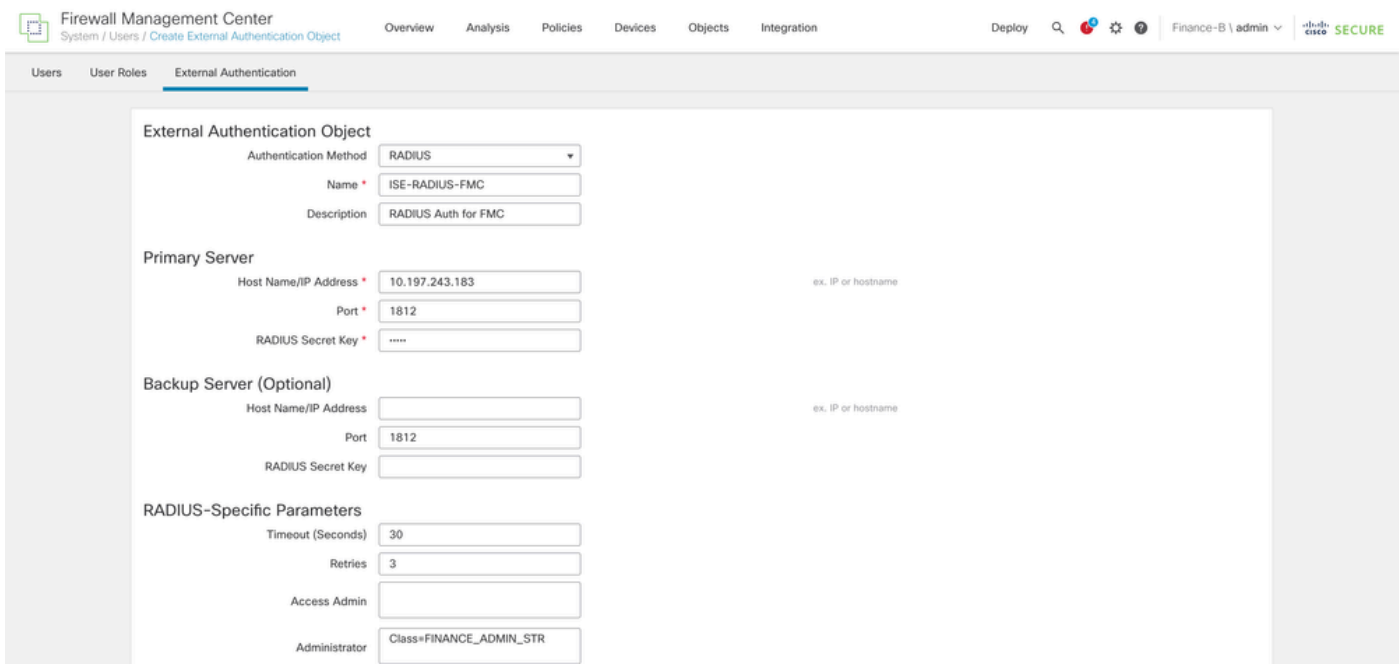 Firewall Management Center
System / Users / Create External Authentication Object
Overview Analysis Policies Devices Objects Integration Deploy 4 Finance-B \ admin cisco SECURE
Users User Roles External Authentication
External Authentication Object
Authentication Method RADIUS
Name * ISE-RADIUS-FMC
Description RADIUS Auth for FMC
Primary Server
Host Name/IP Address * 10.197.243.183 ex. IP or hostname
Port * 1812
RADIUS Secret Key * •••••
Backup Server (Optional)
Host Name/IP Address ex. IP or hostname
Port 1812
RADIUS Secret Key
RADIUS-Specific Parameters
Timeout (Seconds) 30
Retries 3
Access Admin
Administrator Class=FINANCE_ADMIN_STR